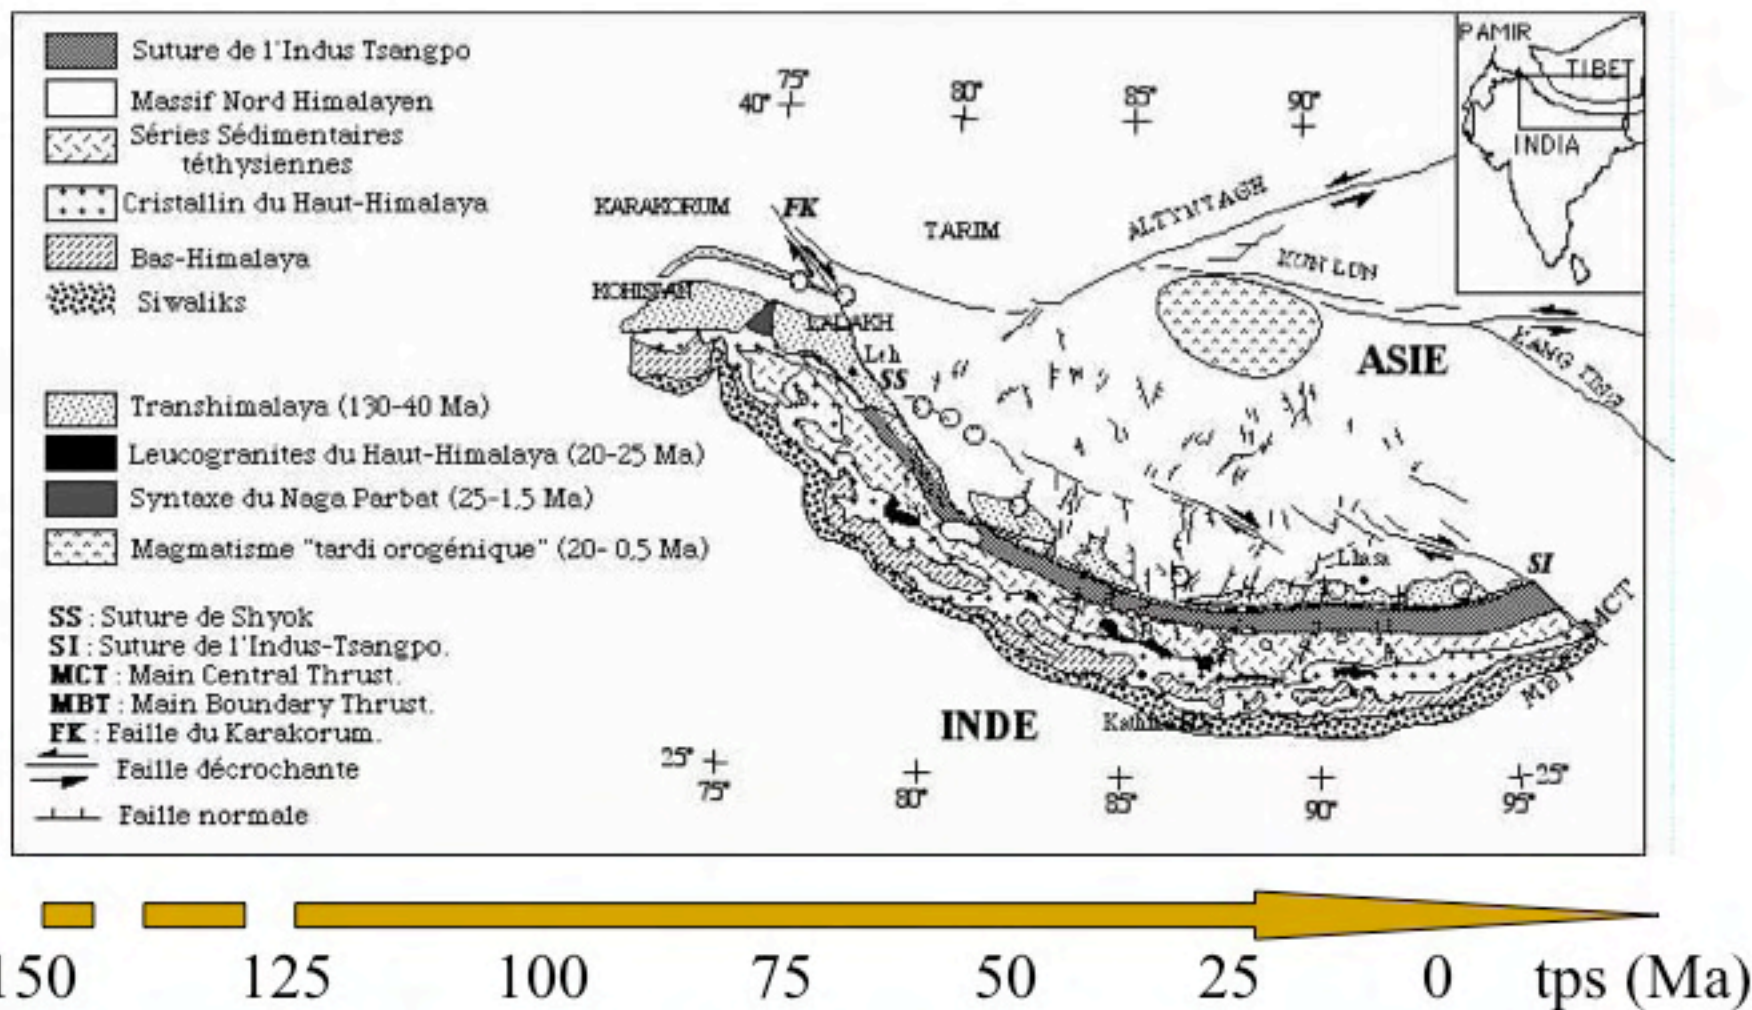 Suture de l'Indus Tsangpo
Massif Nord Himalayen
Séries Sédimentaires
téthysiennes
Cristallin du Haut-Himalaya
Bas-Himalaya
Siwaliks
Transhimalaya (130-40 Ma)
Leucogranites du Haut-Himalaya (20-25 Ma)
Syntaxe du Naga Parbat (25-1,5 Ma)
Magmatisme "tardi orogénique" (20- 0,5 Ma)
SS : Suture de Shyok
SI : Suture de l'Indus-Tsangpo.
MCT : Main Central Thrust.
MBT : Main Boundary Thrust.
FK : Faille du Karakorum.
Faille décrochante
Faille normale
PAMIR
TIBET
INDIA
75°
40°
80°
85°
90°
KARAKORUM
FK
TARIM
ALTYNTAGH
KUN LUN
KOHISTAN
LADAKH
Leh
SS
ASIE
KANG TING
Lhasa
SI
MCT
MBT
INDE
25°
75°
80°
85°
90°
25°
95°
150 125 100 75 50 25 0 tps (Ma)